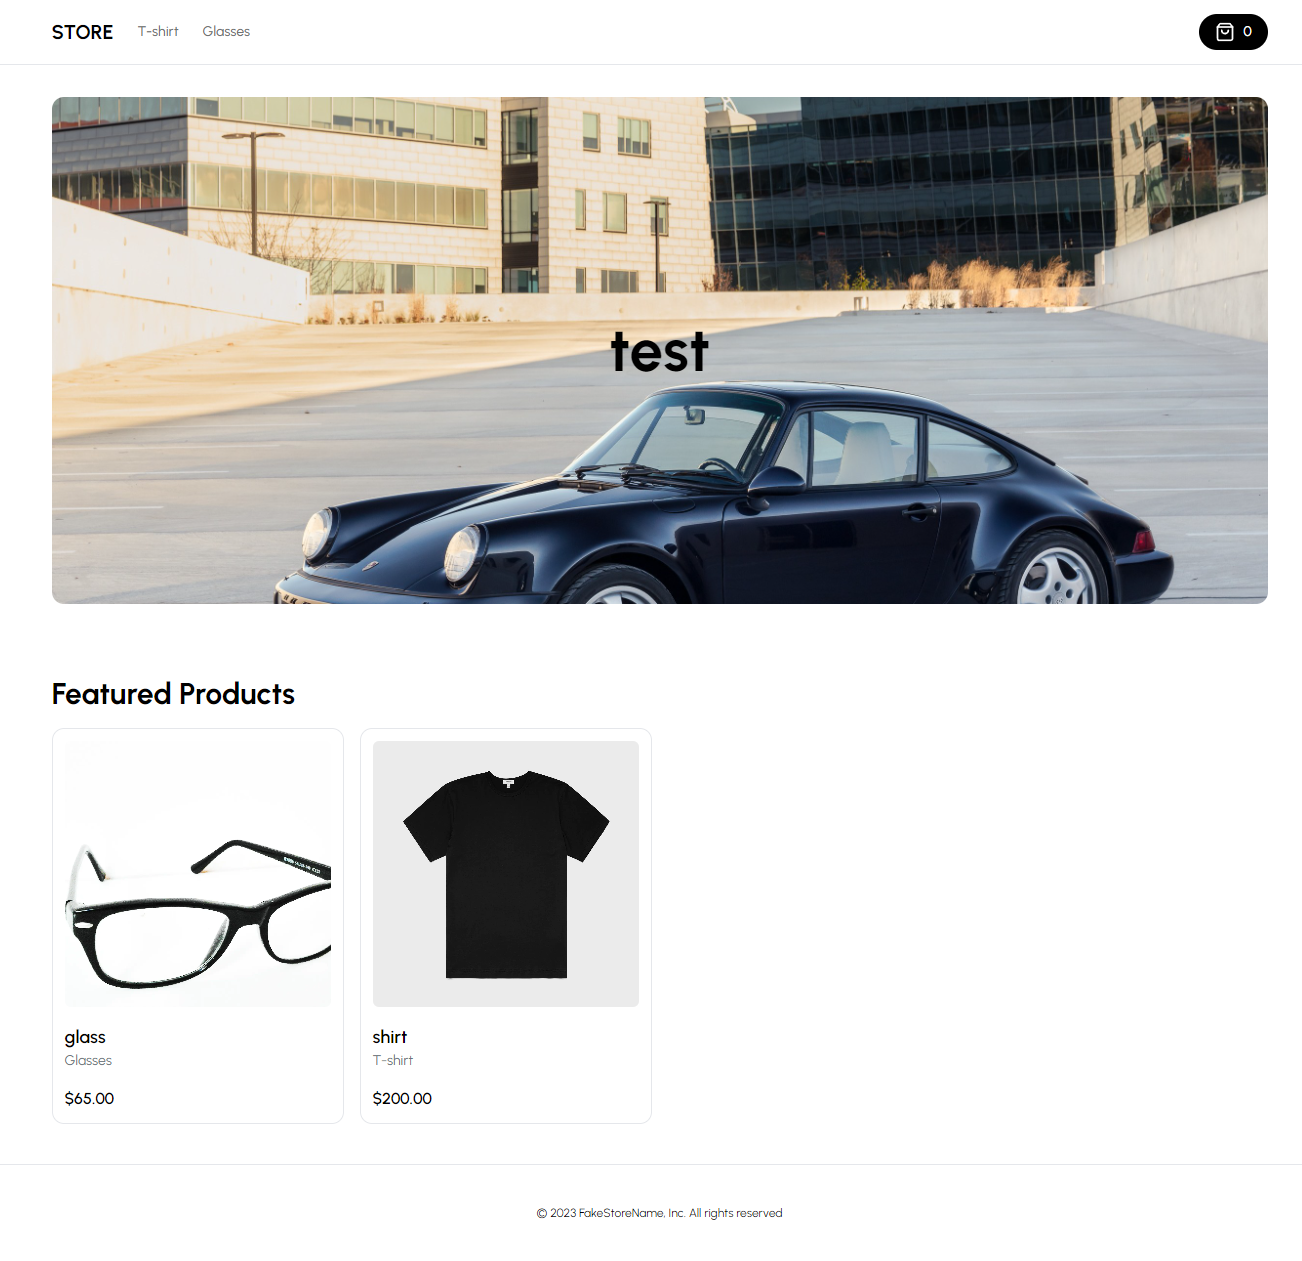 STORE
T-shirt
Glasses
0
test
Featured Products
glass
Glasses
$65.00
shirt
T-shirt
$200.00
© 2023 FakeStoreName, Inc. All rights reserved